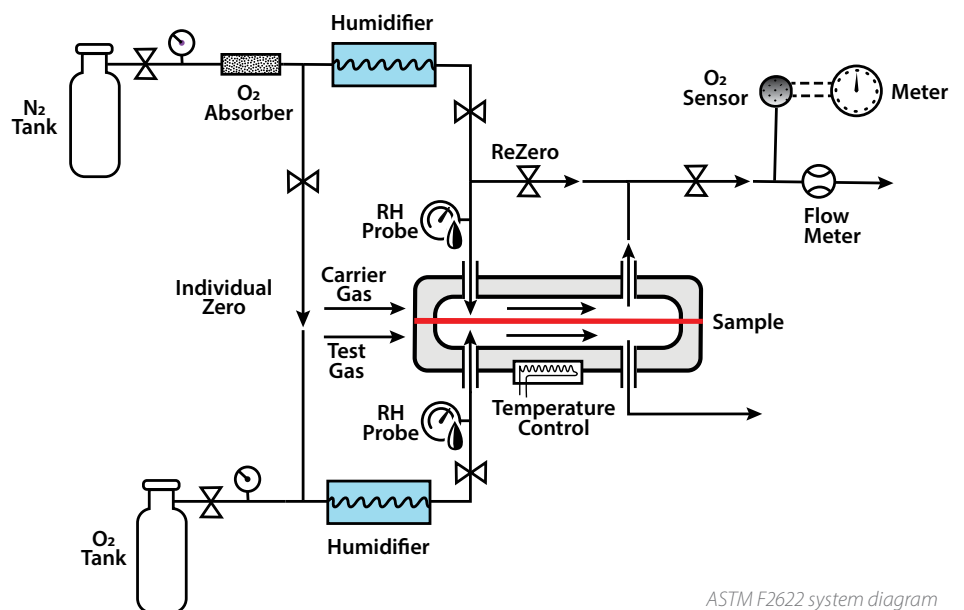 Humidifier
N₂
Tank
O₂
Absorber
O₂
Sensor
Meter
ReZero
RH
Probe
Flow
Meter
Individual
Zero
Carrier
Gas
Sample
Test
Gas
Temperature
Control
RH
Probe
O₂
Tank
Humidifier
ASTM F2622 system diagram